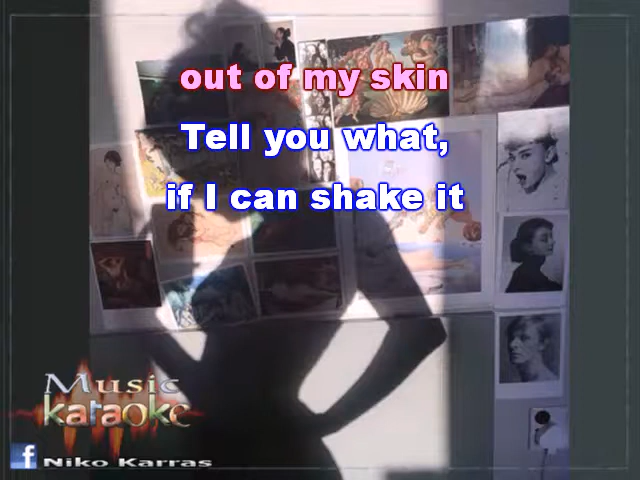 out of my skin
Tell you what,
if I can shake it
Music
karaoke
f Niko Karras